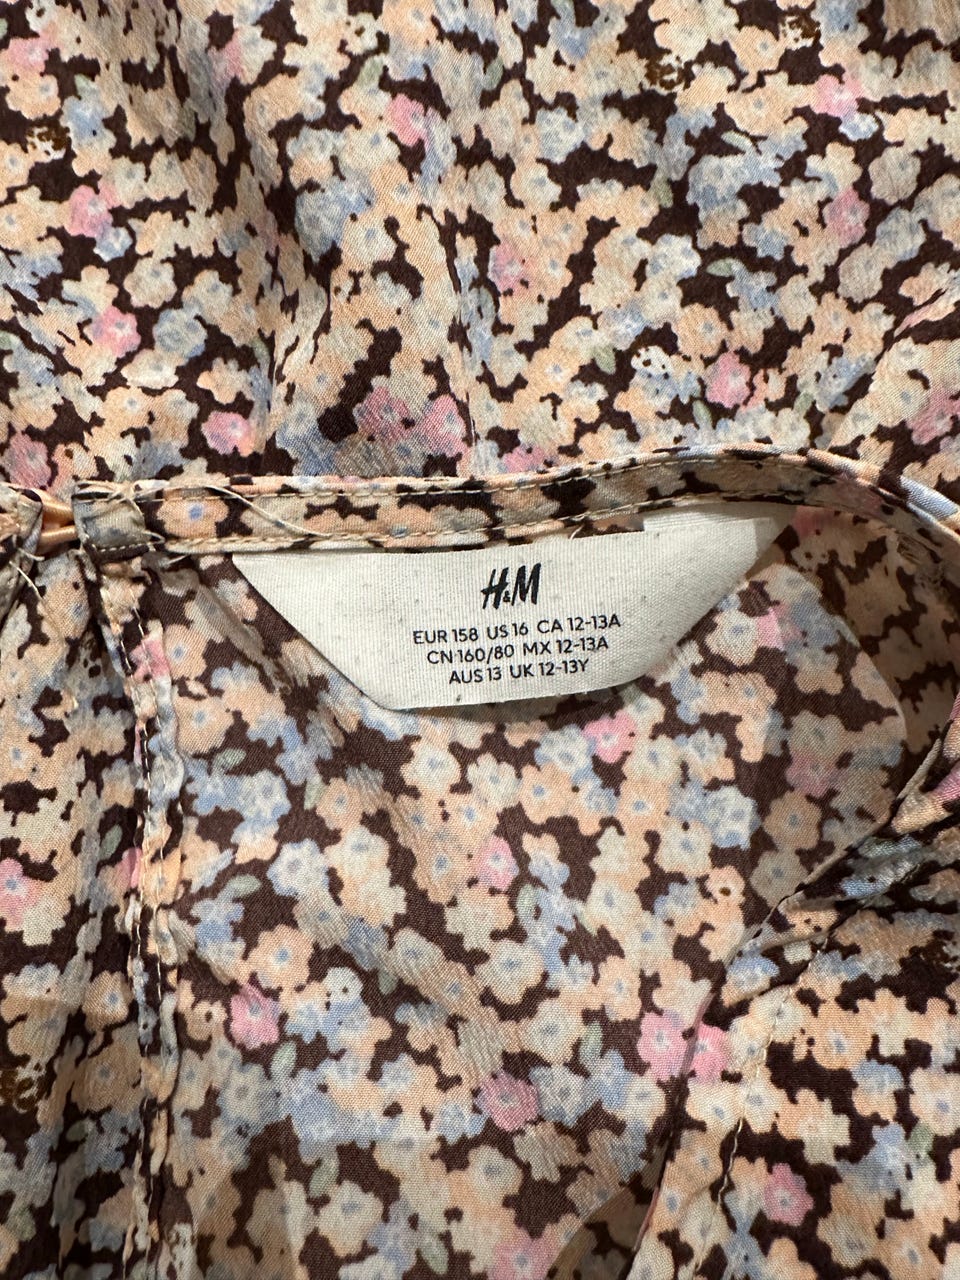 H&M
EUR 158 US 16 CA 12-13A
CN 160/80 MX 12-13A
AUS 13 UK 12-13Y